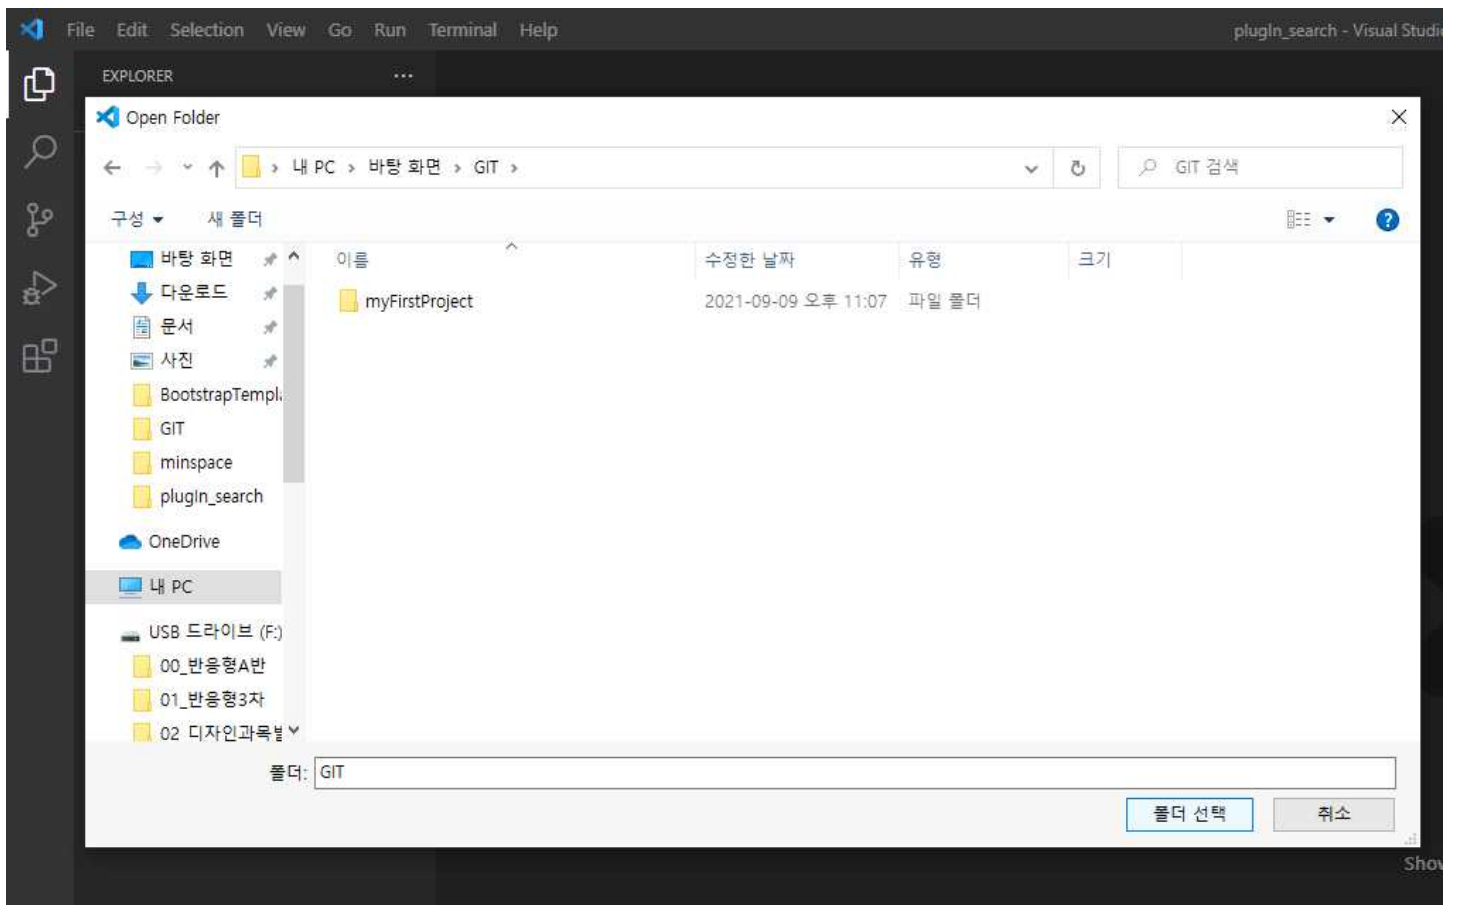 File Edit Selection View Go Run Terminal Help
plugIn_search - Visual Studi
EXPLORER ···
Open Folder
내 PC > 바탕 화면 > GIT >
GIT 검색
구성 새 폴더
이름 수정한 날짜 유형 크기
myFirstProject 2021-09-09 오후 11:07 파일 폴더
바탕 화면
다운로드
문서
사진
BootstrapTempl
GIT
minspace
plugIn_search
OneDrive
내 PC
USB 드라이브 (F:)
00_반응형A반
01_반응형3차
02 디자인과목별
폴더: GIT
폴더 선택 취소
Show